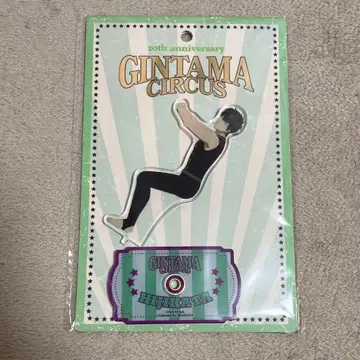 20th anniversary
GINTAMA
CIRCUS
GINTAMA
CIRCUS
HIJIKATA